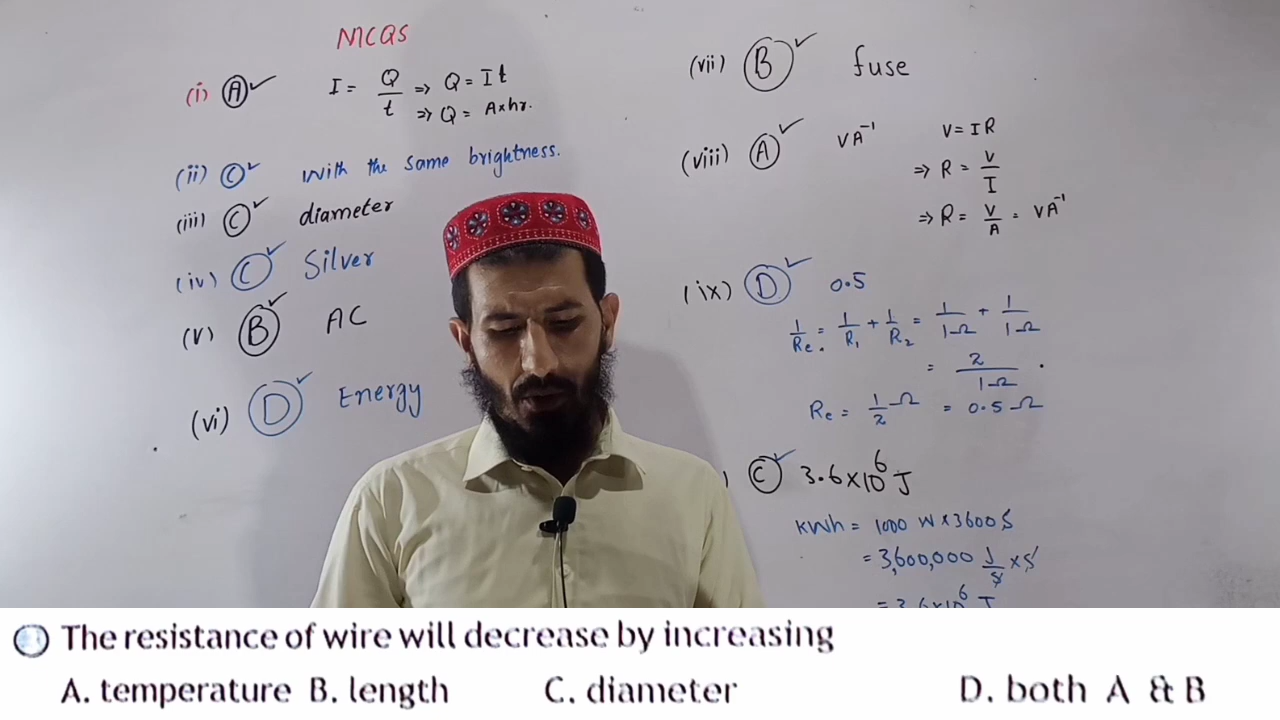 MCQS
(i) A ✓ I = Q/t ⇒ Q = It
⇒ Q = A×hr.
(ii) C ✓ with the same brightness.
(iii) C ✓ diameter
(iv) C ✓ Silver
(v) B ✓ AC
(vi) D ✓ Energy
(vii) B ✓ fuse
(viii) A ✓ VA⁻¹ V = IR
⇒ R = V/I
⇒ R = V/A = VA⁻¹
(ix) D ✓ 0.5
1/Re = 1/R₁ + 1/R₂ = 1/1Ω + 1/1Ω
= 2/1Ω
Re = 1/2 Ω = 0.5 Ω
) C ✓ 3.6×10⁶ J
KWh = 1000 W × 3600 S
= 3,600,000 J/s × s
= 3.6×10⁶ J
The resistance of wire will decrease by increasing
A. temperature B. length C. diameter D. both A & B